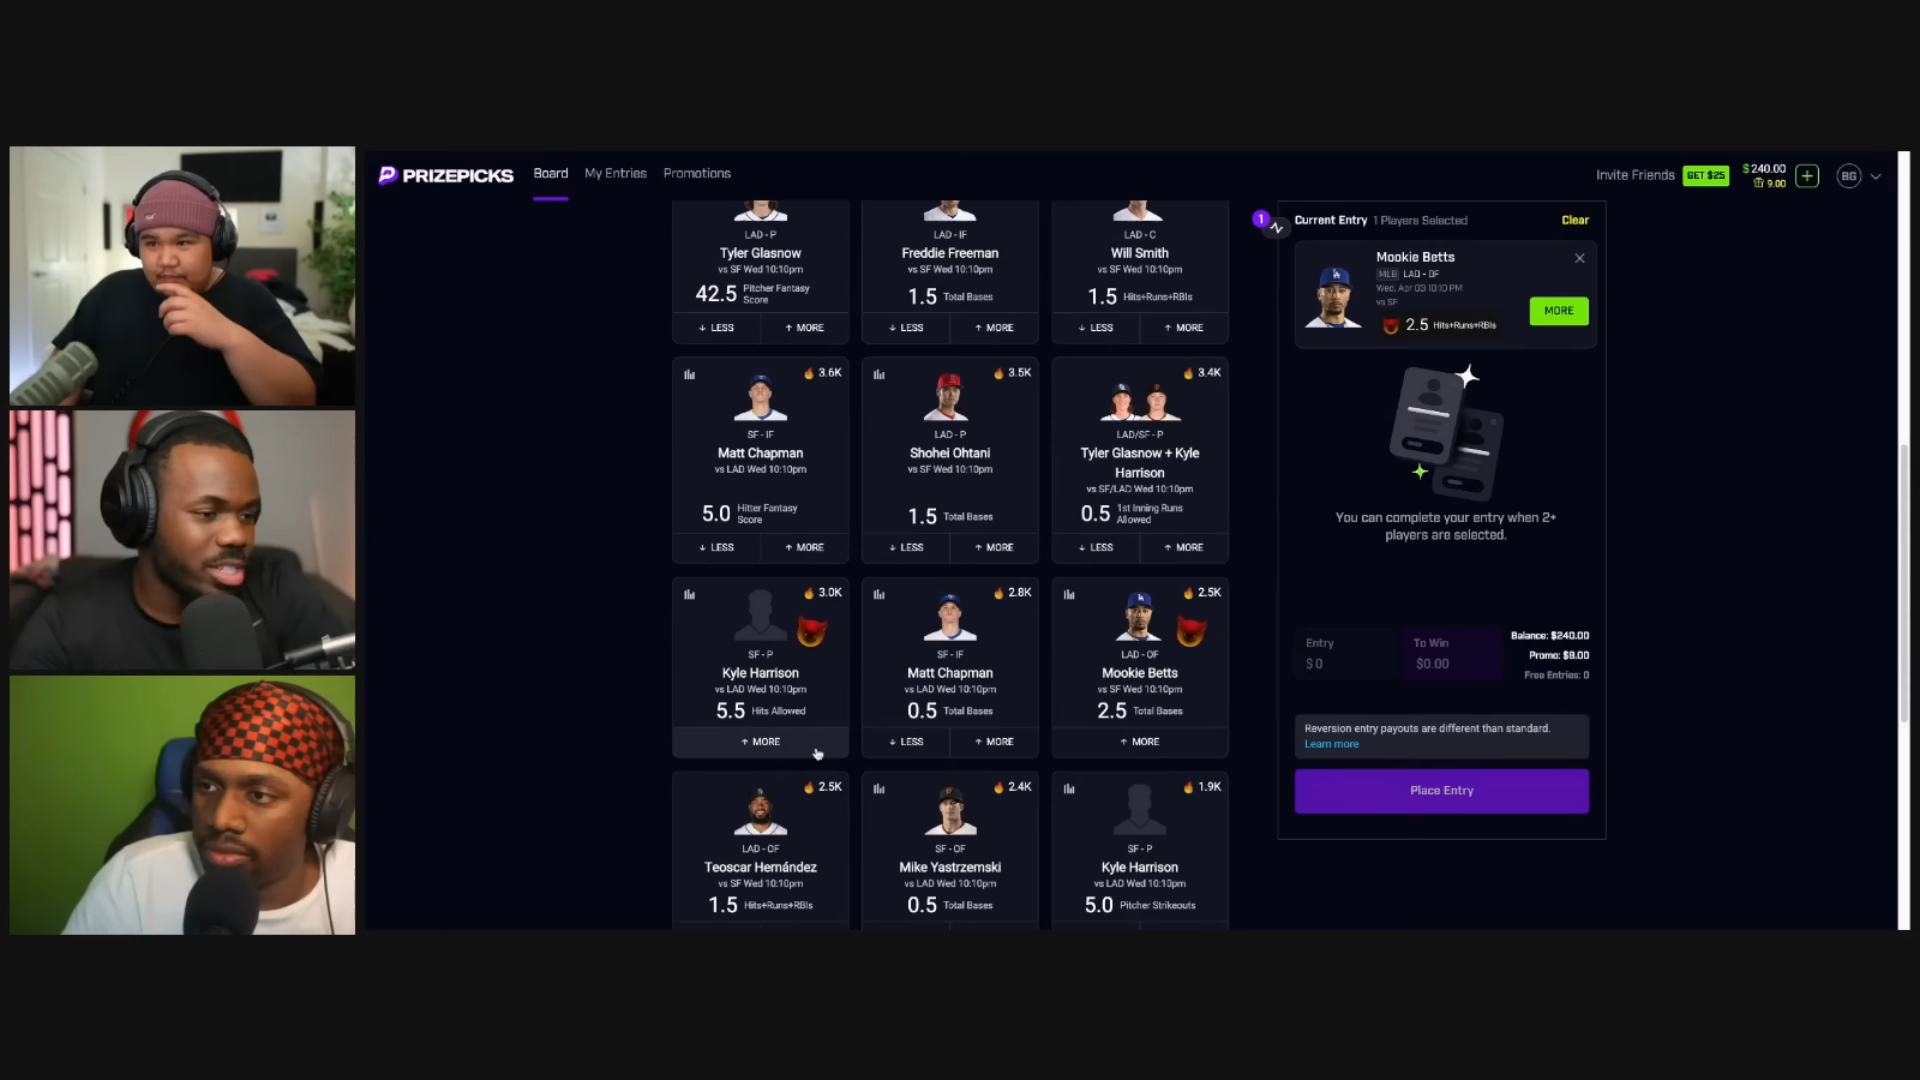 PRIZEPICKS
Board
My Entries
Promotions
Invite Friends
GET $25
$240.00
9.00
BG
LAD - P
Tyler Glasnow
vs SF Wed 10:10pm
42.5 Pitcher Fantasy
Score
↓ LESS
↑ MORE
LAD - IF
Freddie Freeman
vs SF Wed 10:10pm
1.5 Total Bases
↓ LESS
↑ MORE
LAD - C
Will Smith
vs SF Wed 10:10pm
1.5 Hits+Runs+RBIs
↓ LESS
↑ MORE
3.6K
SF - IF
Matt Chapman
vs LAD Wed 10:10pm
5.0 Hitter Fantasy
Score
↓ LESS
↑ MORE
3.5K
LAD - P
Shohei Ohtani
vs SF Wed 10:10pm
1.5 Total Bases
↓ LESS
↑ MORE
3.4K
LAD/SF - P
Tyler Glasnow + Kyle
Harrison
vs SF/LAD Wed 10:10pm
0.5 1st Inning Runs
Allowed
↓ LESS
↑ MORE
3.0K
SF - P
Kyle Harrison
vs LAD Wed 10:10pm
5.5 Hits Allowed
↑ MORE
2.8K
SF - IF
Matt Chapman
vs LAD Wed 10:10pm
0.5 Total Bases
↓ LESS
↑ MORE
2.5K
LAD - OF
Mookie Betts
vs SF Wed 10:10pm
2.5 Total Bases
↑ MORE
2.5K
LAD - OF
Teoscar Hernández
vs SF Wed 10:10pm
1.5 Hits+Runs+RBIs
2.4K
SF - OF
Mike Yastrzemski
vs LAD Wed 10:10pm
0.5 Total Bases
1.9K
SF - P
Kyle Harrison
vs LAD Wed 10:10pm
5.0 Pitcher Strikeouts
1
Current Entry 1 Players Selected
Clear
Mookie Betts
MLB LAD - OF
Wed, Apr 03 10:10 PM
vs SF
2.5 Hits+Runs+RBIs
MORE
You can complete your entry when 2+
players are selected.
Entry
$0
To Win
$0.00
Balance: $240.00
Promo: $9.00
Free Entries: 0
Reversion entry payouts are different than standard.
Learn more
Place Entry